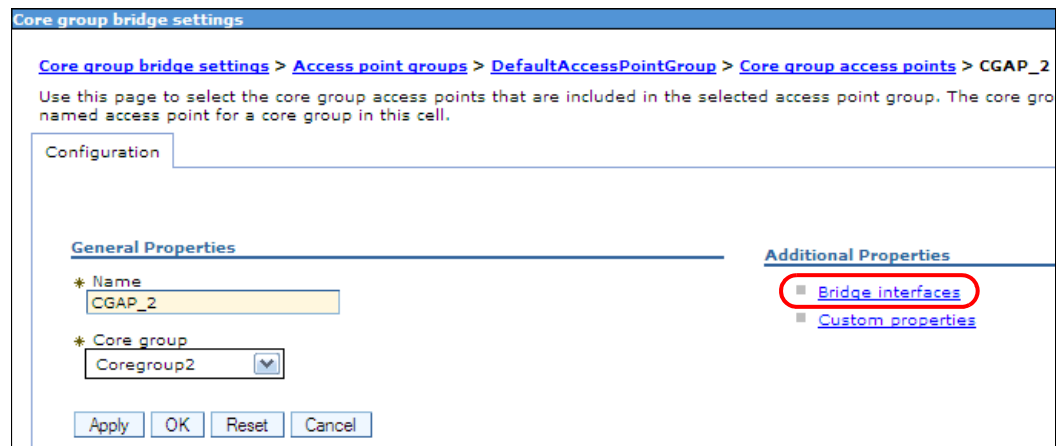 Core group bridge settings
Core group bridge settings > Access point groups > DefaultAccessPointGroup > Core group access points > CGAP_2
Use this page to select the core group access points that are included in the selected access point group. The core gro
named access point for a core group in this cell.
Configuration
General Properties
* Name
CGAP_2
* Core group
Coregroup2
Apply OK Reset Cancel
Additional Properties
Bridge interfaces
Custom properties